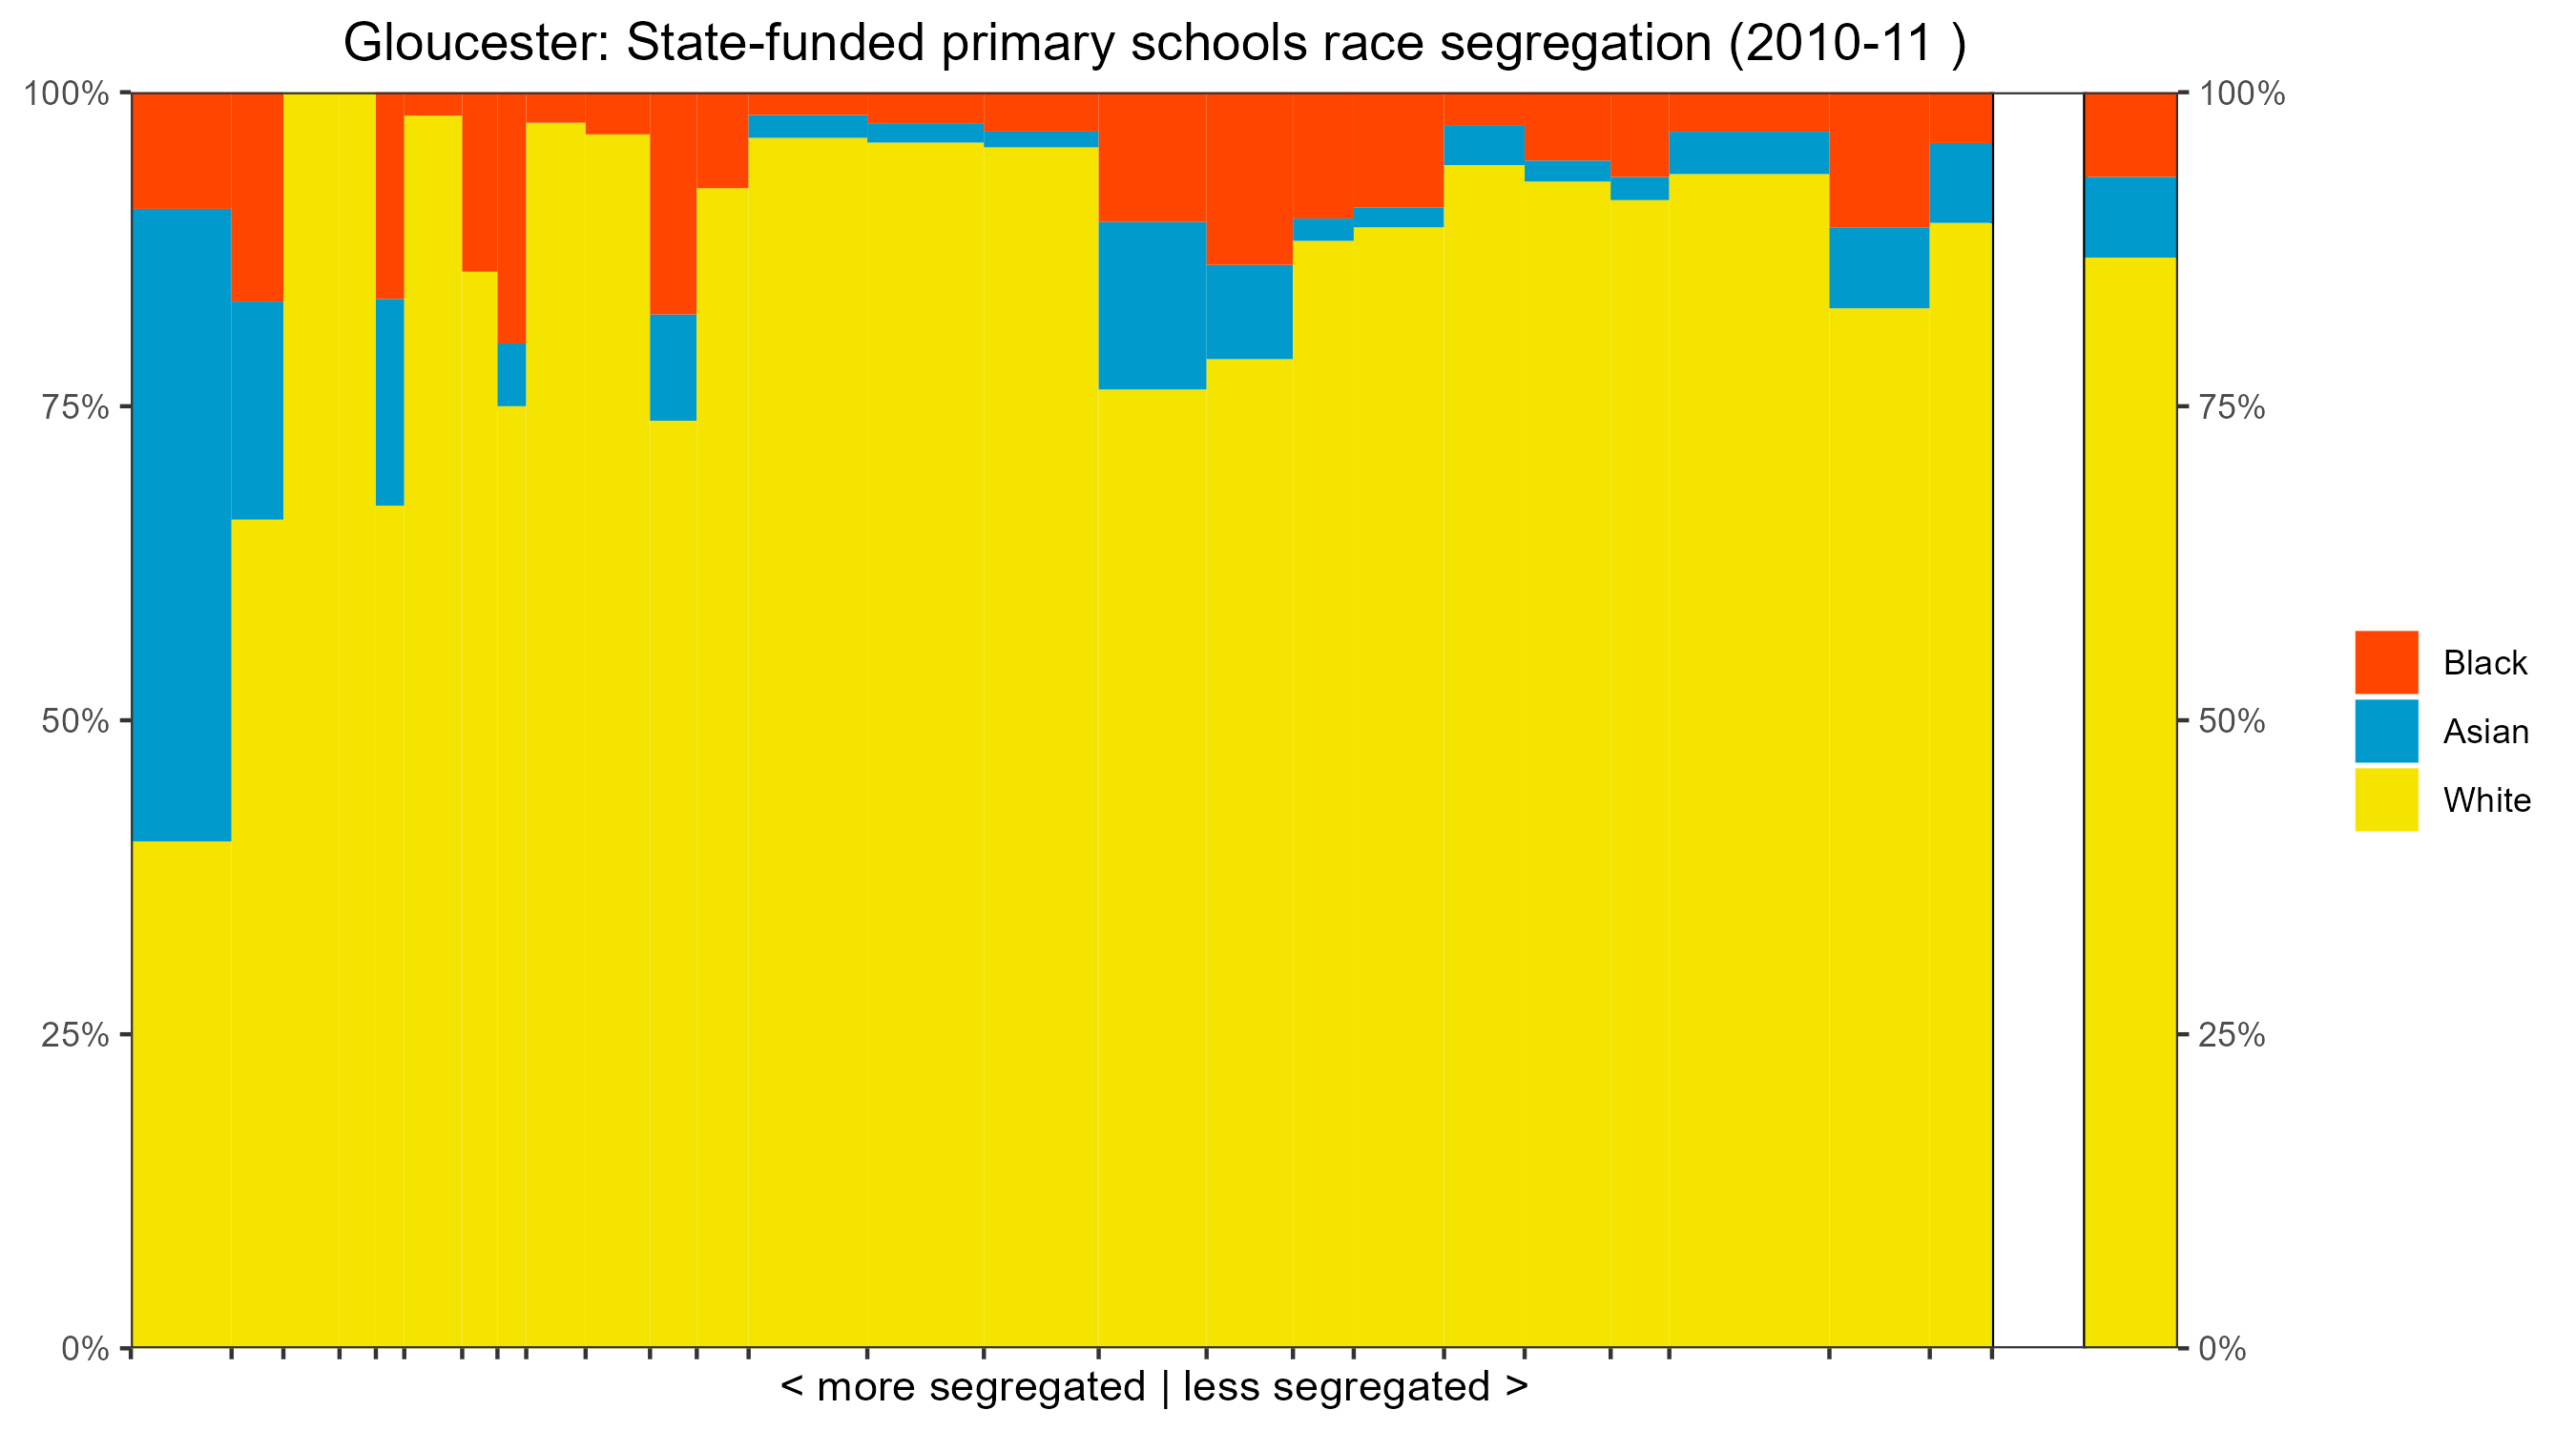 Gloucester: State-funded primary schools race segregation (2010-11 )
100%
75%
50%
25%
0%
100%
75%
50%
25%
0%
Black
Asian
White
< more segregated | less segregated >